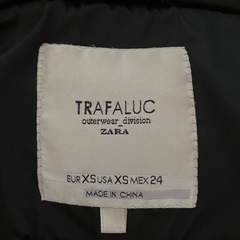 TRAFALUC
outerwear_division
ZARA
EUR XS USA XS MEX 24
MADE IN CHINA